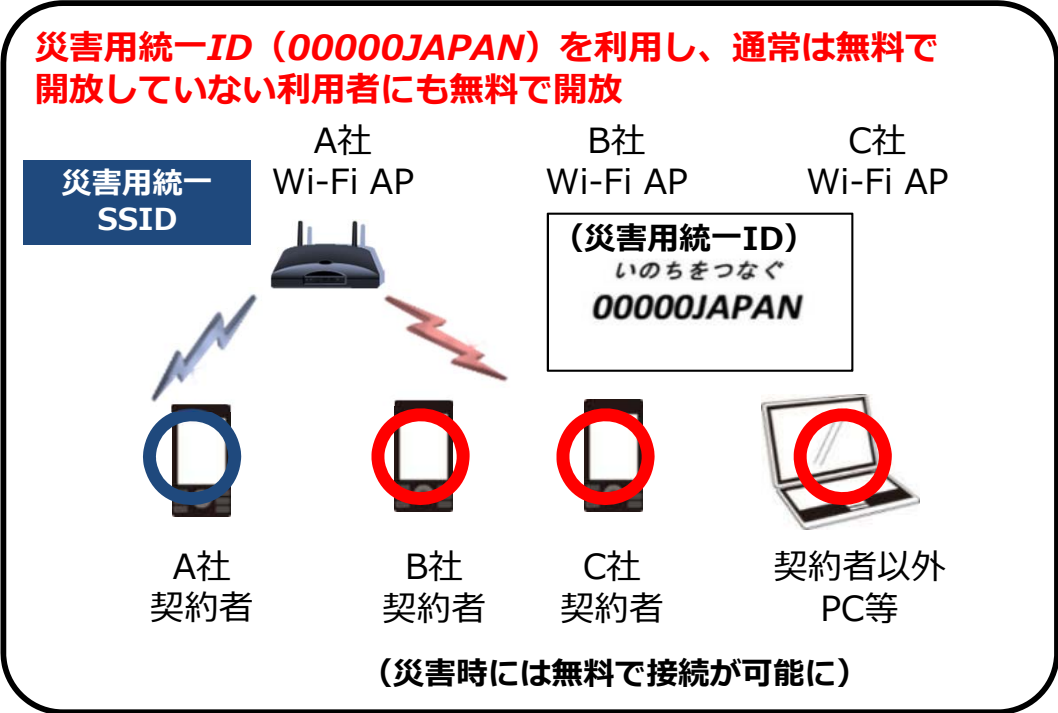 災害用統一ID（00000JAPAN）を利用し、通常は無料で
開放していない利用者にも無料で開放
A社
Wi-Fi AP
B社
Wi-Fi AP
C社
Wi-Fi AP
災害用統一
SSID
（災害用統一ID）
いのちをつなぐ
00000JAPAN
A社
契約者
B社
契約者
C社
契約者
契約者以外
PC等
（災害時には無料で接続が可能に）